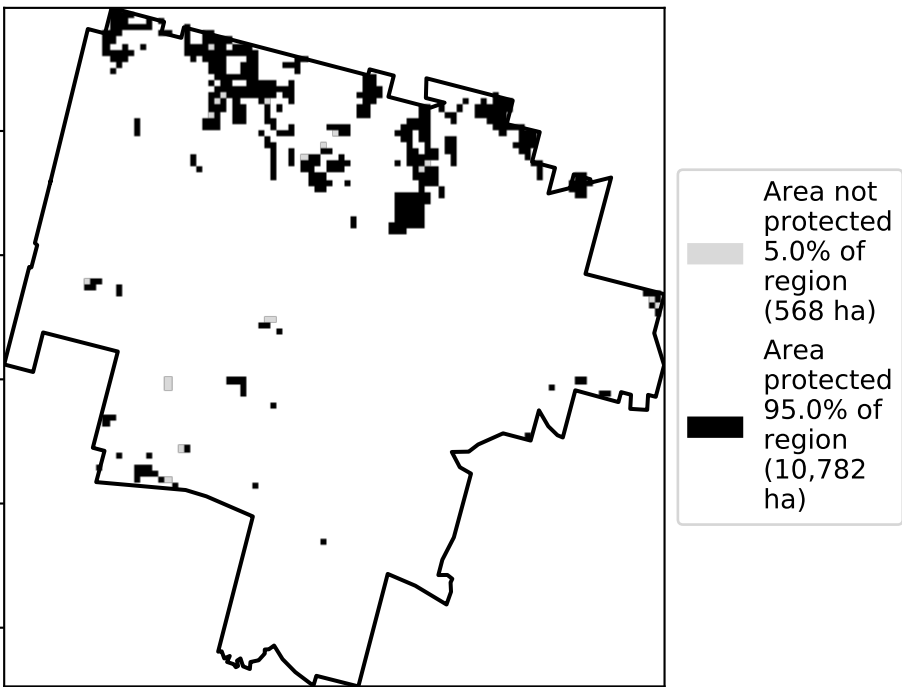 Area not
protected
5.0% of
region
(568 ha)
Area
protected
95.0% of
region
(10,782
ha)